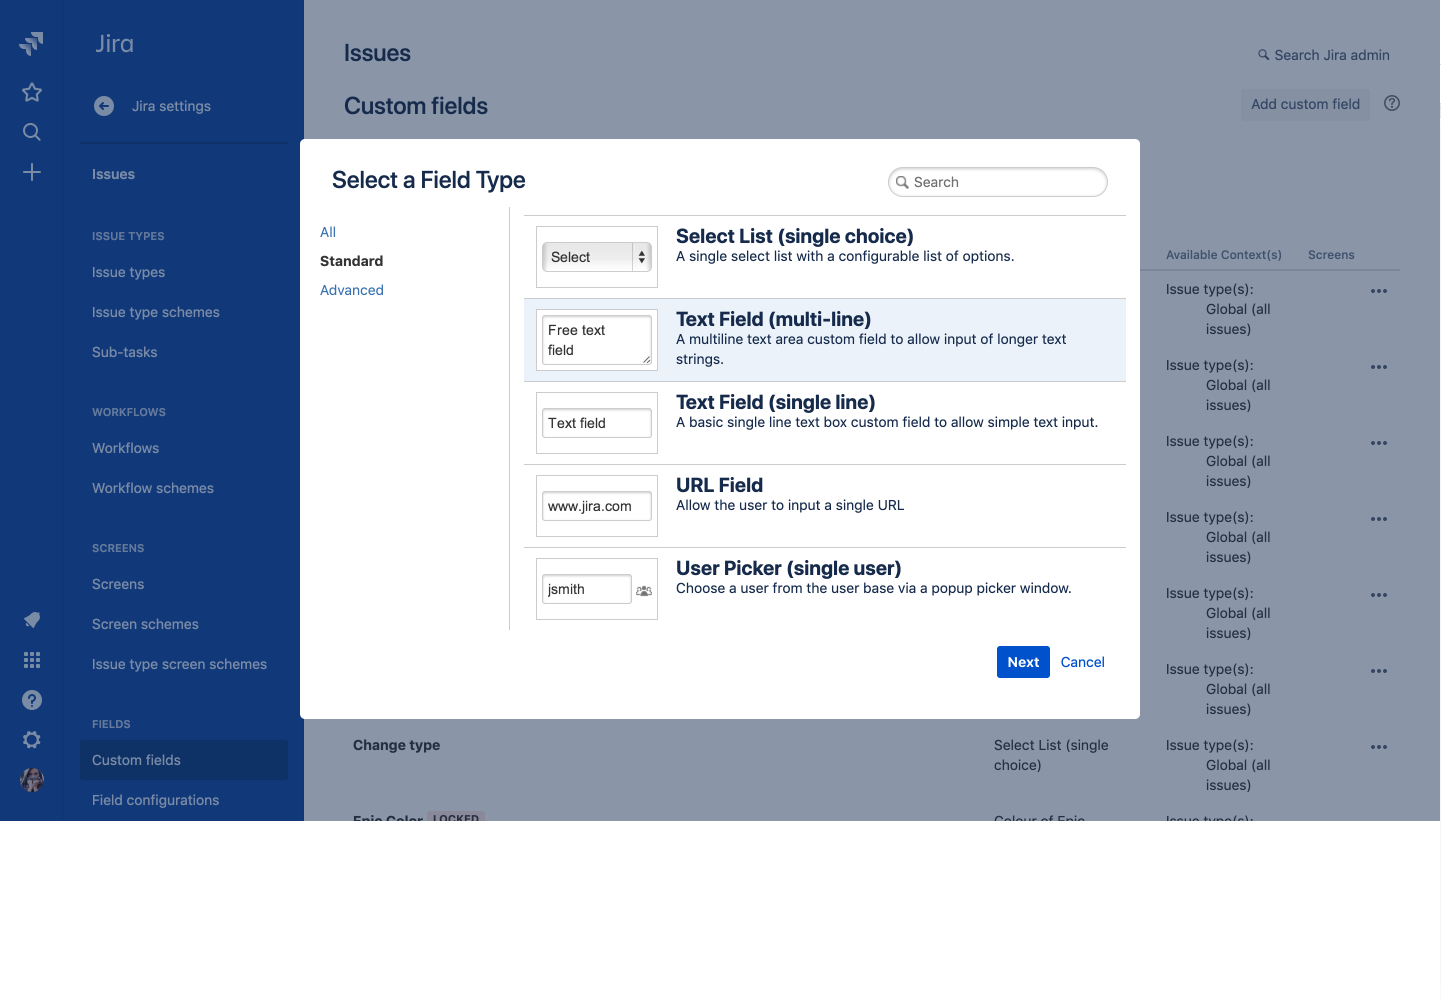 Jira
Jira settings
Issues
ISSUE TYPES
Issue types
Issue type schemes
Sub-tasks
WORKFLOWS
Workflows
Workflow schemes
SCREENS
Screens
Screen schemes
Issue type screen schemes
FIELDS
Custom fields
Field configurations
Issues
Search Jira admin
Custom fields
Add custom field
Select a Field Type
Search
All
Standard
Advanced
Select
Select List (single choice)
A single select list with a configurable list of options.
Free text
field
Text Field (multi-line)
A multiline text area custom field to allow input of longer text
strings.
Text field
Text Field (single line)
A basic single line text box custom field to allow simple text input.
www.jira.com
URL Field
Allow the user to input a single URL
jsmith
User Picker (single user)
Choose a user from the user base via a popup picker window.
Next Cancel
Available Context(s) Screens
Issue type(s):
Global (all
issues)
Issue type(s):
Global (all
issues)
Issue type(s):
Global (all
issues)
Issue type(s):
Global (all
issues)
Issue type(s):
Global (all
issues)
Issue type(s):
Global (all
issues)
Change type
Select List (single
choice)
Issue type(s):
Global (all
issues)
Epic Color LOCKED
Colour of Epic
Issue type(s):